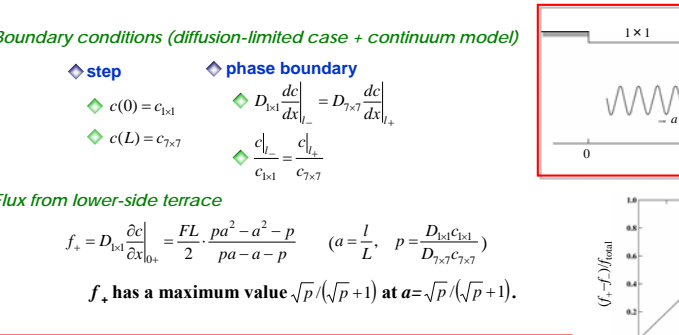 Boundary conditions (diffusion-limited case + continuum model)
step
c(0) = c_{1×1}
c(L) = c_{7×7}
phase boundary
D_{1×1} dc/dx|_{l_-} = D_{7×7} dc/dx|_{l_+}
c|_{l_-}/c_{1×1} = c|_{l_+}/c_{7×7}
1×1
a
0
Flux from lower-side terrace
f_+ = D_{1×1} ∂c/∂x|_{0+} = FL/2 · (pa² − a² − p)/(pa − a − p) (a = l/L, p = D_{1×1}c_{1×1}/D_{7×7}c_{7×7})
f_+ has a maximum value √p/(√p+1) at a=√p/(√p+1).
(f_+−f_-)/f_total
1.0
0.8
0.6
0.4
0.2